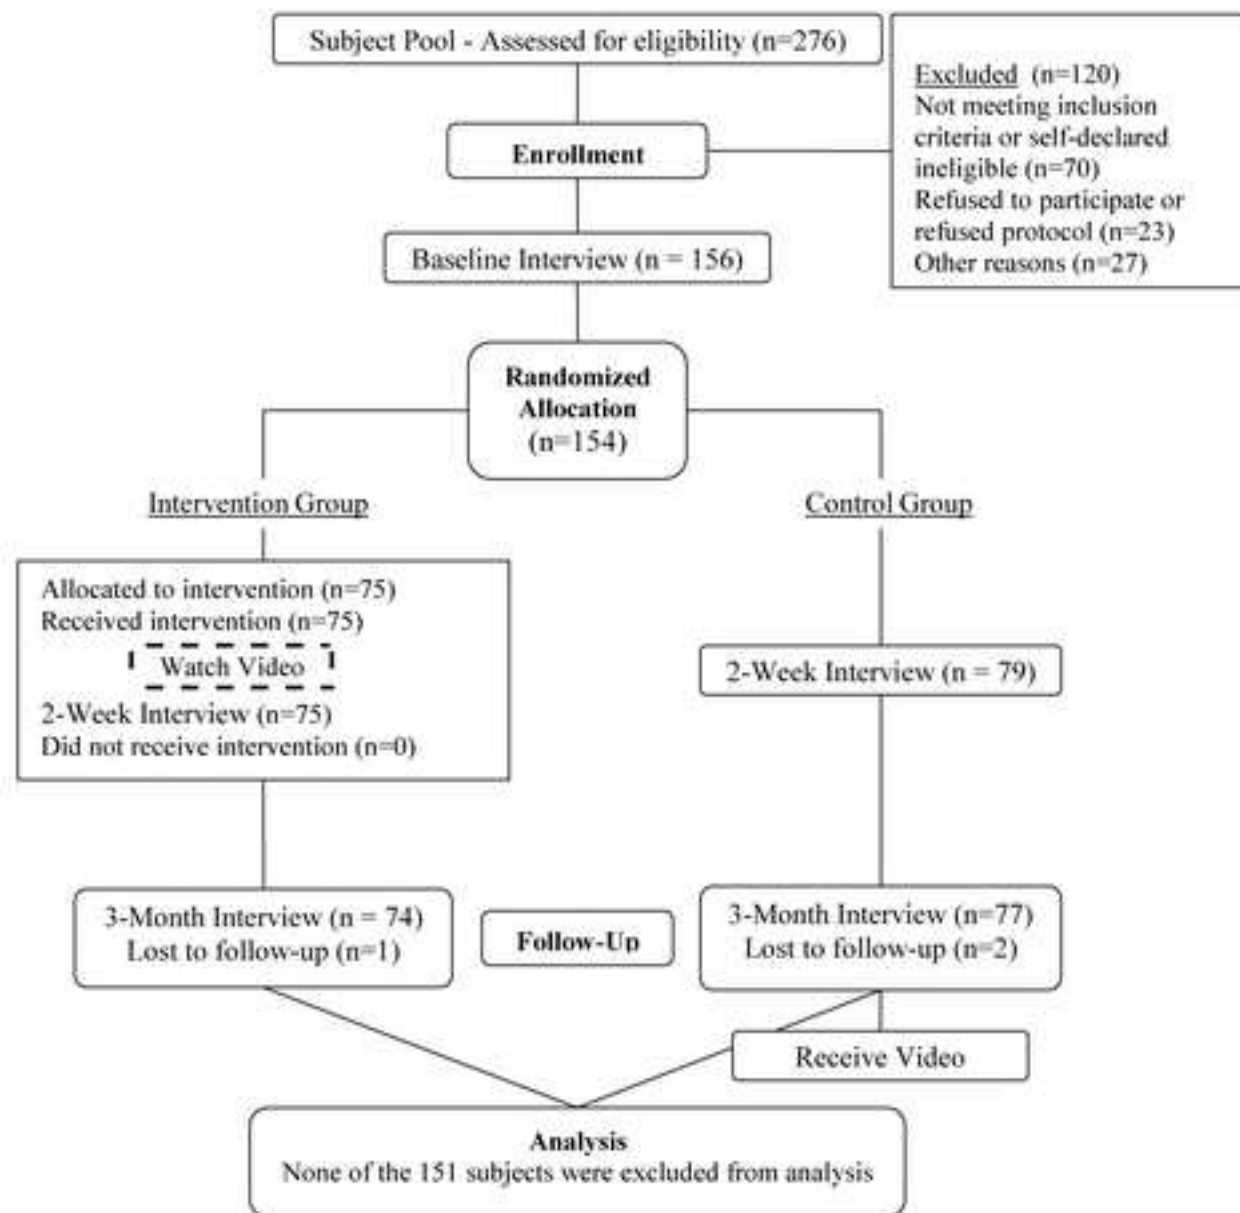 Subject Pool - Assessed for eligibility (n=276)
Excluded (n=120)
Not meeting inclusion
criteria or self-declared
ineligible (n=70)
Refused to participate or
refused protocol (n=23)
Other reasons (n=27)
Enrollment
Baseline Interview (n = 156)
Randomized
Allocation
(n=154)
Intervention Group
Control Group
Allocated to intervention (n=75)
Received intervention (n=75)
Watch Video
2-Week Interview (n=75)
Did not receive intervention (n=0)
2-Week Interview (n = 79)
3-Month Interview (n = 74)
Lost to follow-up (n=1)
Follow-Up
3-Month Interview (n=77)
Lost to follow-up (n=2)
Receive Video
Analysis
None of the 151 subjects were excluded from analysis